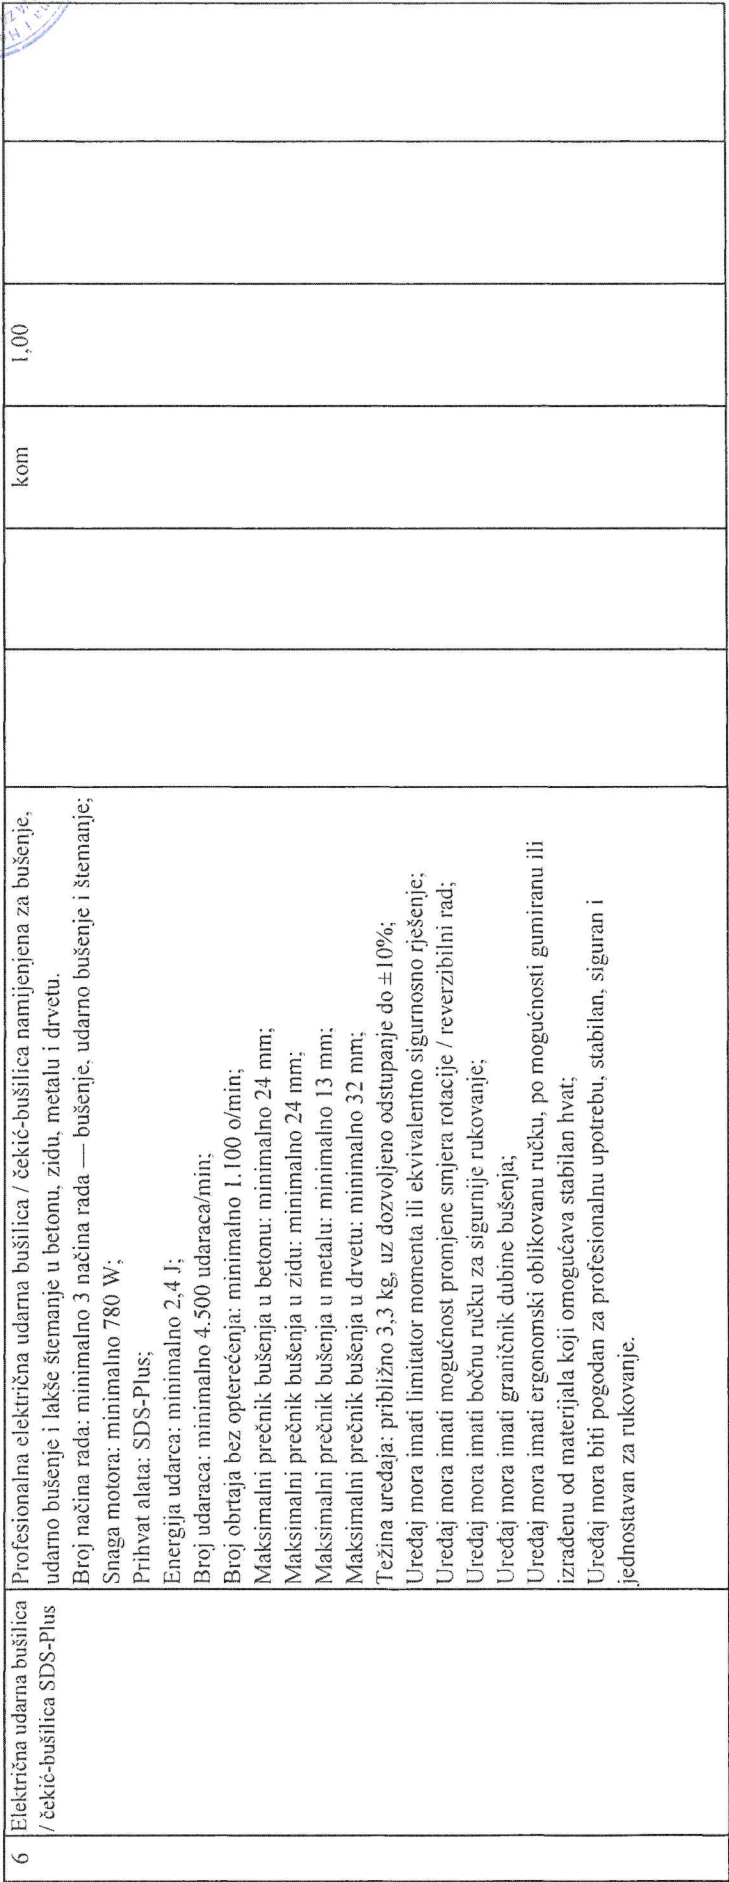 6
Električna udarna bušilica
/ čekić-bušilica SDS-Plus
Profesionalna električna udarna bušilica / čekić-bušilica namijenjena za bušenje,
udarno bušenje i lakše štemanje u betonu, zidu, metalu i drvetu.
Broj načina rada: minimalno 3 načina rada — bušenje, udarno bušenje i štemanje;
Snaga motora: minimalno 780 W;
Prihvat alata: SDS-Plus;
Energija udarca: minimalno 2,4 J;
Broj udaraca: minimalno 4.500 udaraca/min;
Broj obrtaja bez opterećenja: minimalno 1.100 o/min;
Maksimalni prečnik bušenja u betonu: minimalno 24 mm;
Maksimalni prečnik bušenja u zidu: minimalno 24 mm;
Maksimalni prečnik bušenja u metalu: minimalno 13 mm;
Maksimalni prečnik bušenja u drvetu: minimalno 32 mm;
Težina uređaja: približno 3,3 kg, uz dozvoljeno odstupanje do ±10%;
Uređaj mora imati limitator momenta ili ekvivalentno sigurnosno rješenje;
Uređaj mora imati mogućnost promjene smjera rotacije / reverzibilni rad;
Uređaj mora imati bočnu ručku za sigurnije rukovanje;
Uređaj mora imati graničnik dubine bušenja;
Uređaj mora imati ergonomski oblikovanu ručku, po mogućnosti gumiranu ili
izrađenu od materijala koji omogućava stabilan hvat;
Uređaj mora biti pogodan za profesionalnu upotrebu, stabilan, siguran i
jednostavan za rukovanje.
kom
1,00